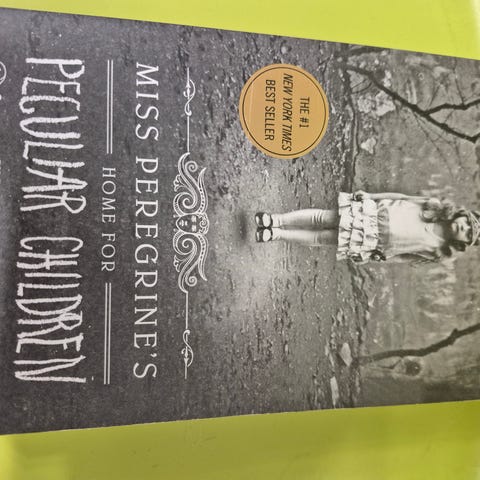 THE #1
NEW YORK TIMES
BEST SELLER
MISS PEREGRINE'S
HOME FOR
PECULIAR CHILDREN